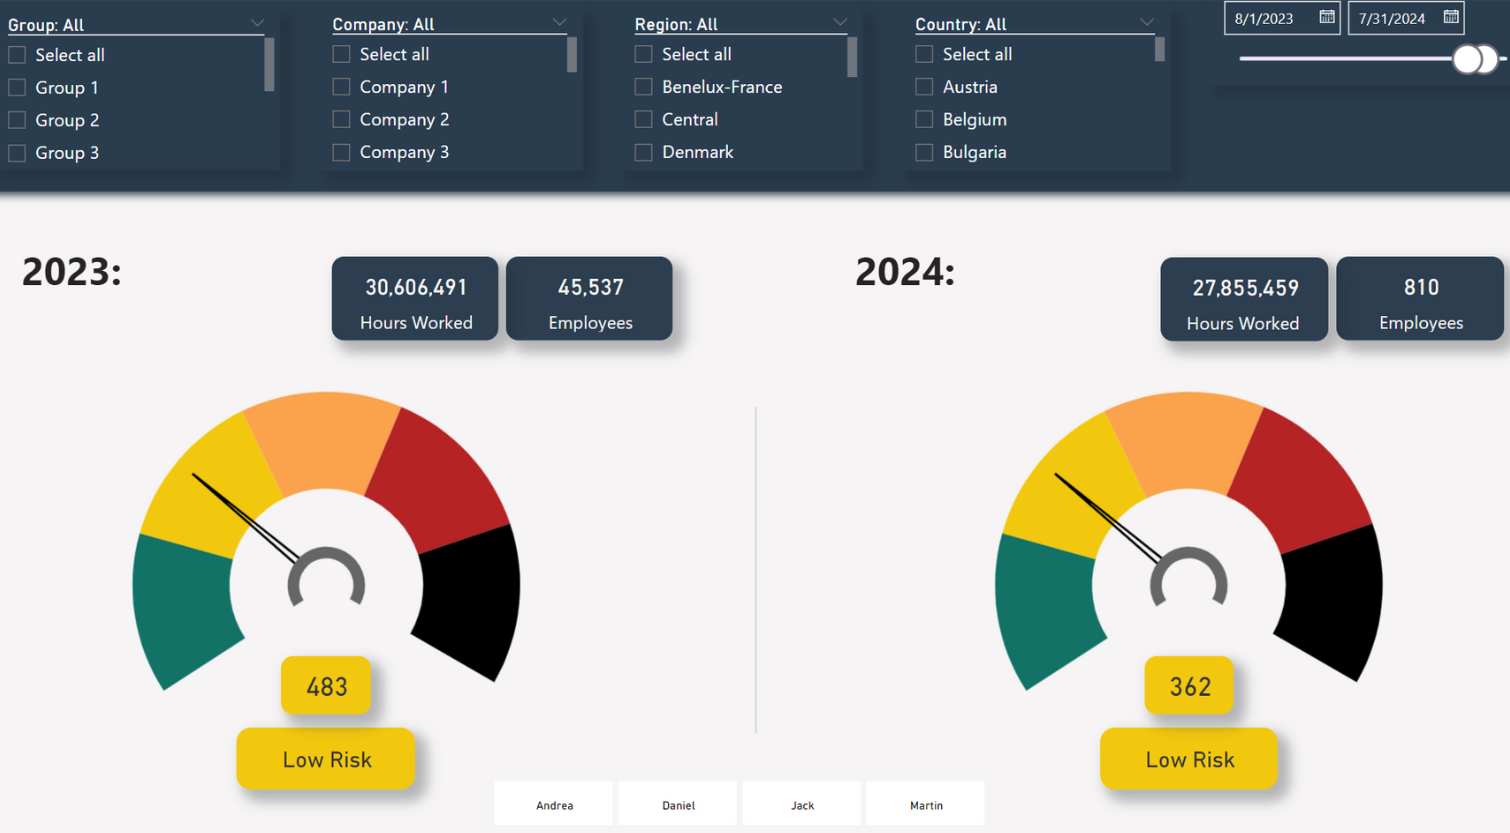 Group: All
Select all
Group 1
Group 2
Group 3
Company: All
Select all
Company 1
Company 2
Company 3
Region: All
Select all
Benelux-France
Central
Denmark
Country: All
Select all
Austria
Belgium
Bulgaria
8/1/2023
7/31/2024
2023:
30,606,491
Hours Worked
45,537
Employees
2024:
27,855,459
Hours Worked
810
Employees
483
Low Risk
362
Low Risk
Andrea
Daniel
Jack
Martin